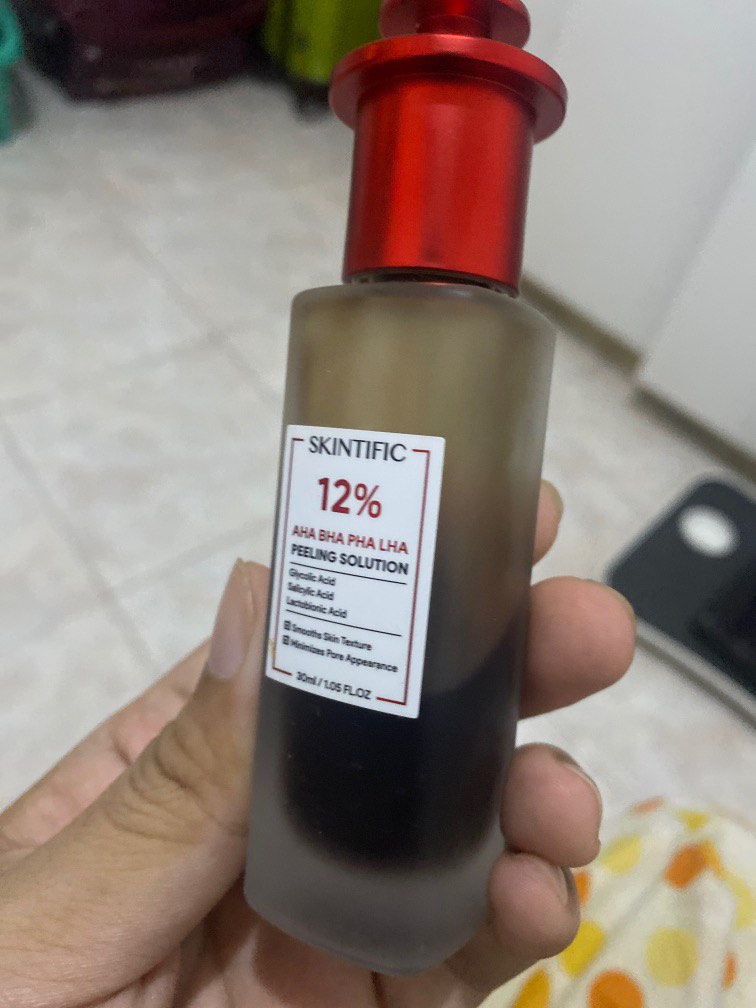 SKINTIFIC
12%
AHA BHA PHA LHA
PEELING SOLUTION
Glycolic Acid
Salicylic Acid
Lactobionic Acid
Smooths Skin Texture
Minimizes Pore Appearance
30ml / 1.05 FL.OZ